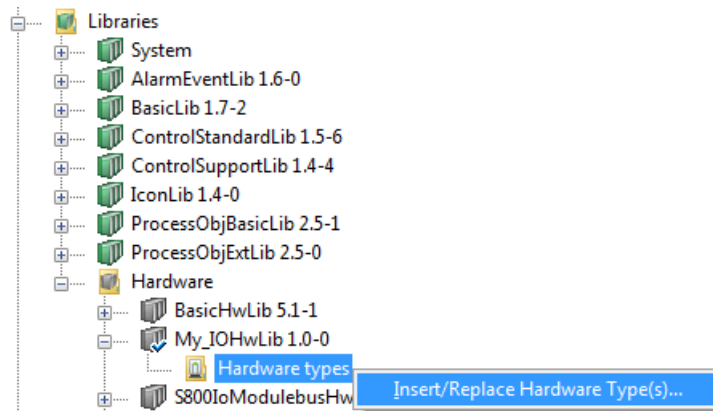 Libraries
System
AlarmEventLib 1.6-0
BasicLib 1.7-2
ControlStandardLib 1.5-6
ControlSupportLib 1.4-4
IconLib 1.4-0
ProcessObjBasicLib 2.5-1
ProcessObjExtLib 2.5-0
Hardware
BasicHwLib 5.1-1
My_IOHwLib 1.0-0
Hardware types
Insert/Replace Hardware Type(s)...
S800IoModulebusHw